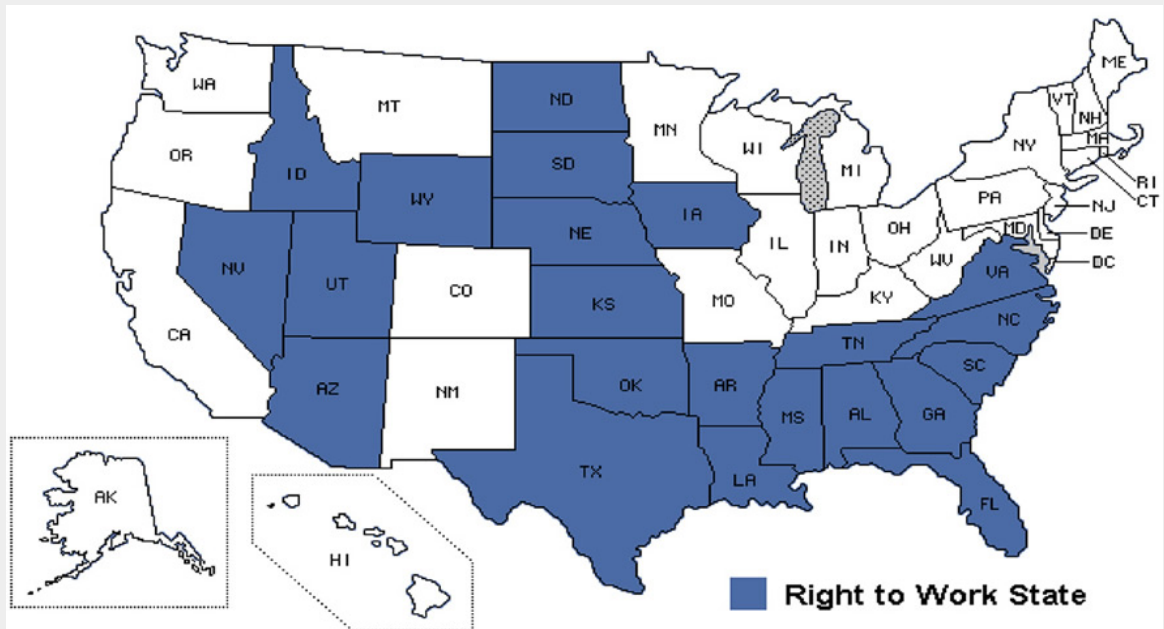 ME
WA
VT
MT
ND
NH
MN
MA
OR
NY
WI
SD
ID
MI
RI
WY
CT
PA
NJ
IA
OH
NE
MD
DE
IL
IN
WV
NV
DC
VA
UT
CO
KS
MO
KY
CA
NC
TN
SC
AZ
OK
AR
NM
MS
AL
GA
TX
LA
AK
FL
HI
Right to Work State